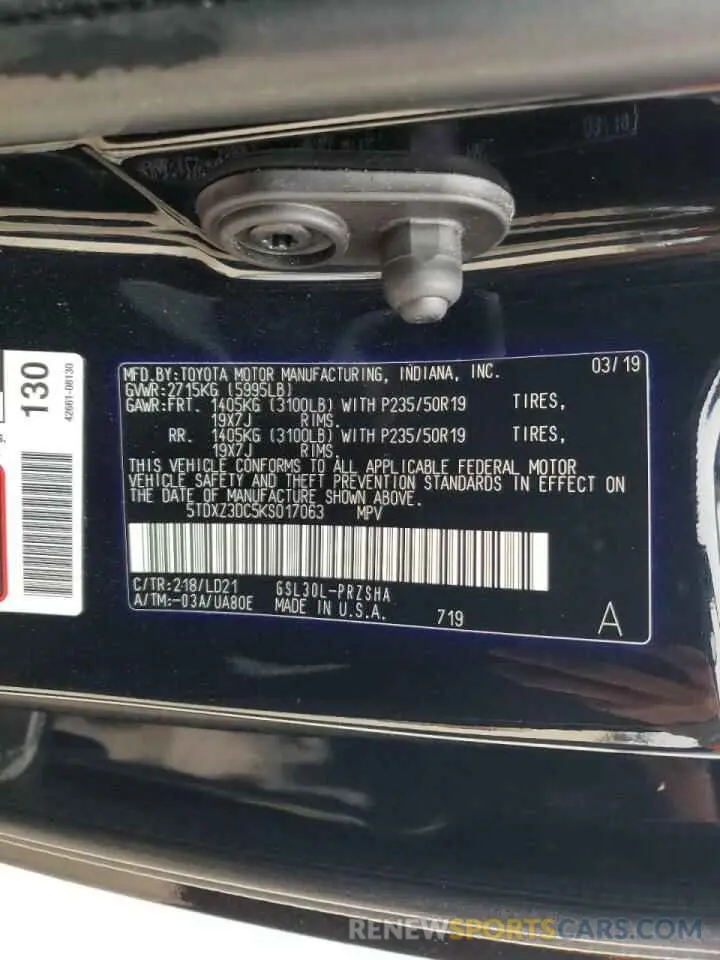 MFD.BY:TOYOTA MOTOR MANUFACTURING, INDIANA, INC. 03/19
GVWR:2715KG (5995LB)
GAWR:FRT. 1405KG (3100LB) WITH P235/50R19 TIRES,
19X7J RIMS.
RR. 1405KG (3100LB) WITH P235/50R19 TIRES,
19X7J RIMS.
THIS VEHICLE CONFORMS TO ALL APPLICABLE FEDERAL MOTOR
VEHICLE SAFETY AND THEFT PREVENTION STANDARDS IN EFFECT ON
THE DATE OF MANUFACTURE SHOWN ABOVE.
5TDXZ3DC5KS017063 MPV
C/TR:218/LD21 GSL30L-PRZSHA
A/TM:-03A/UA80E MADE IN U.S.A. 719 A
130
42661-08130
RENEWSPORTSCARS.COM